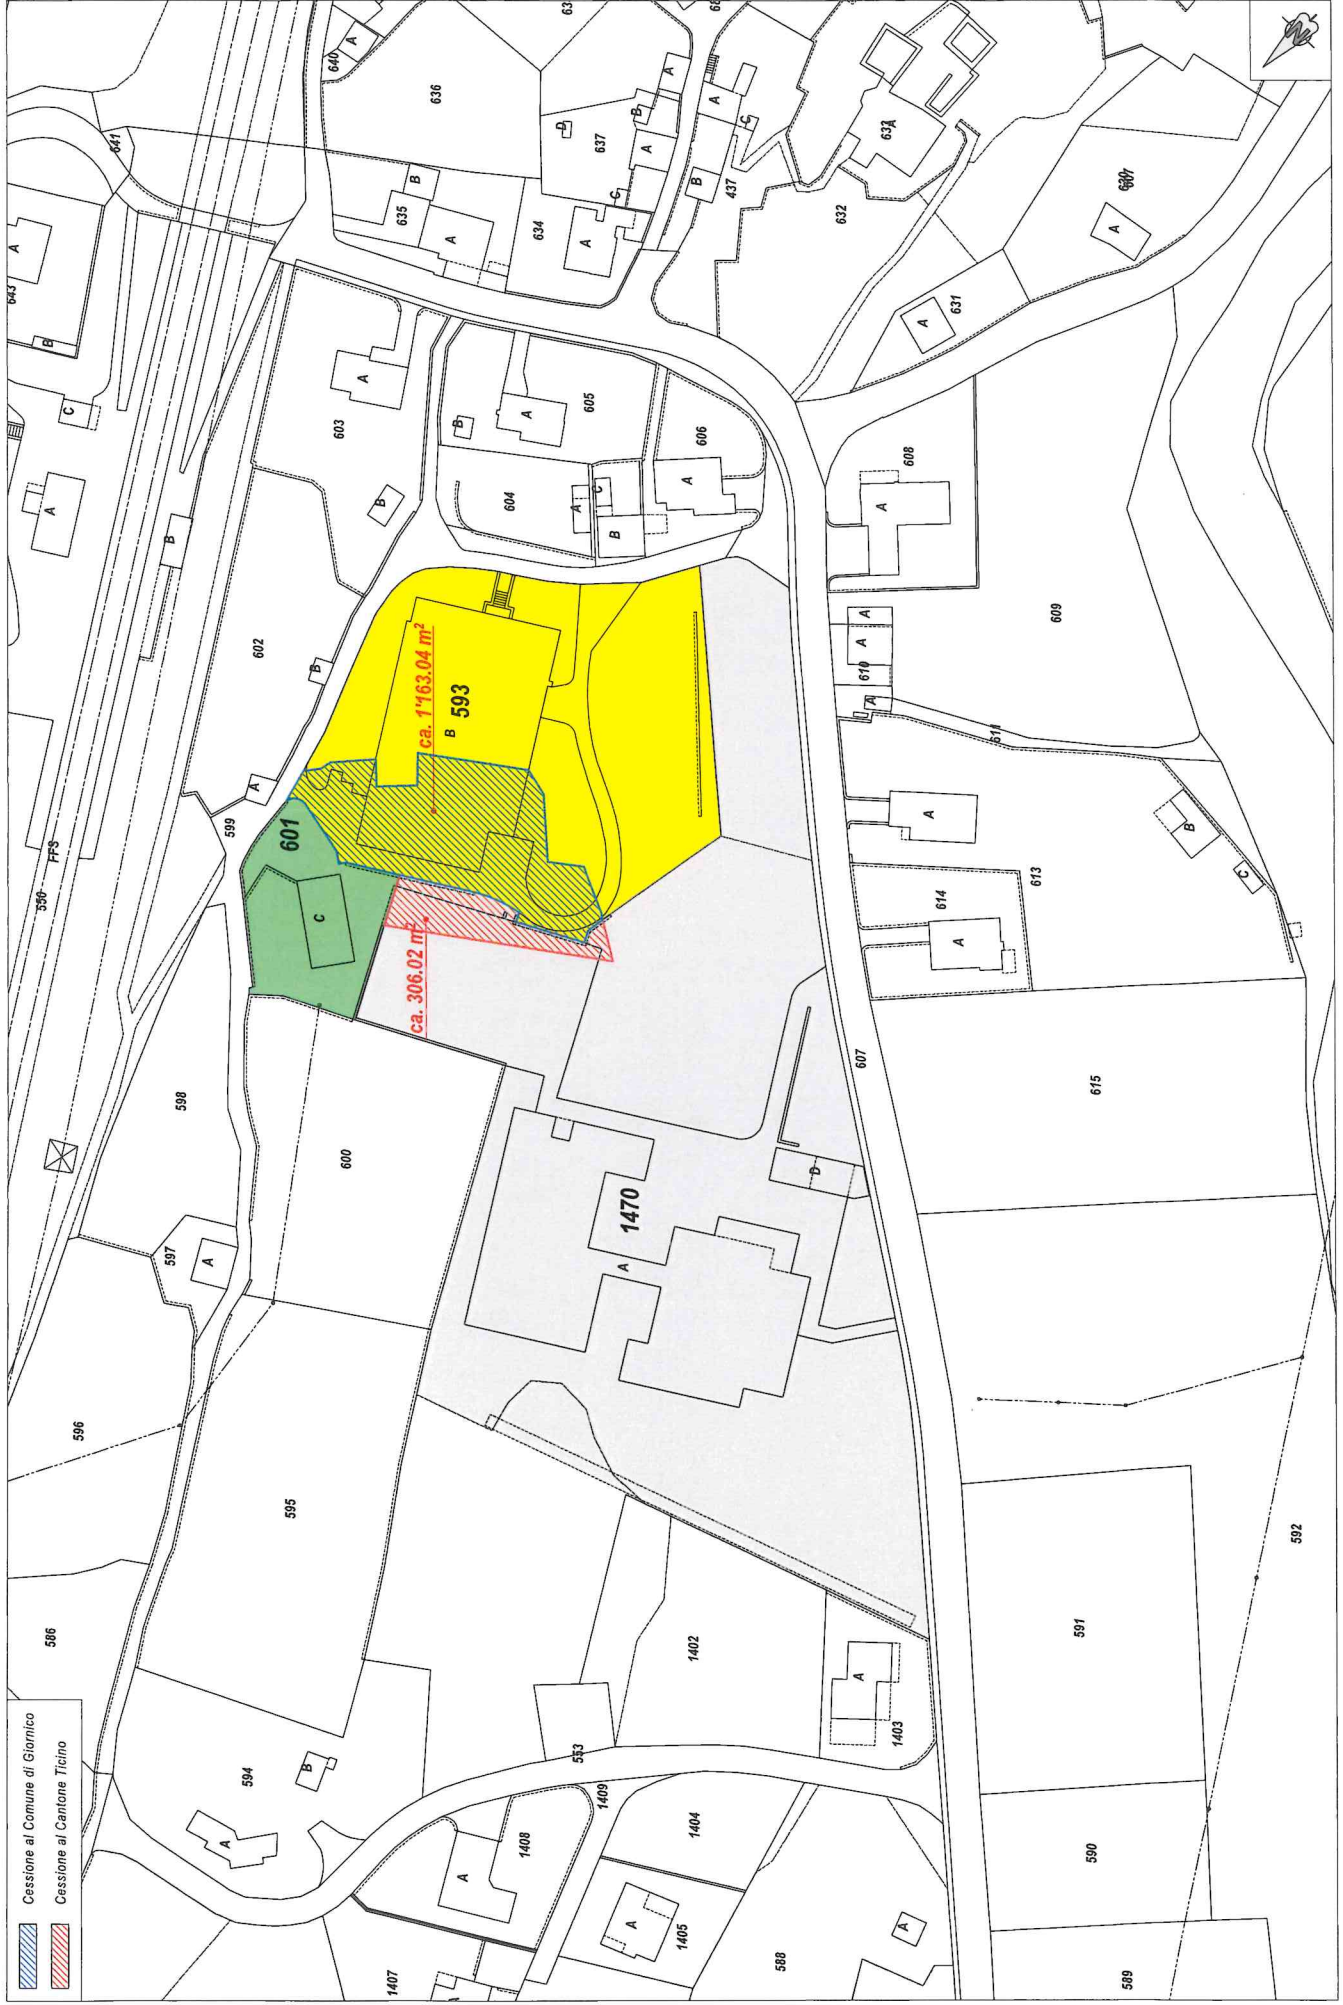 Cessione al Comune di Giornico
Cessione al Cantone Ticino
ca. 1'163.04 m²
ca. 306.02 m²
593
B
601
C
1470
A
D
586
596
595
594
B
A
597
A
598
600
599
A
550
FFS
602
B
603
A
B
604
A
605
A
B
606
A
B
C
607
608
A
609
610
A
A
A
611
613
A
B
C
614
A
615
592
591
590
589
588
A
1402
1403
A
1404
1405
A
1407
A
1408
A
1409
553
631
A
632
633
A
634
A
635
A
B
636
637
A
B
C
D
A
640
A
641
643
A
B
C
A
B
437
A
B
C
A
N